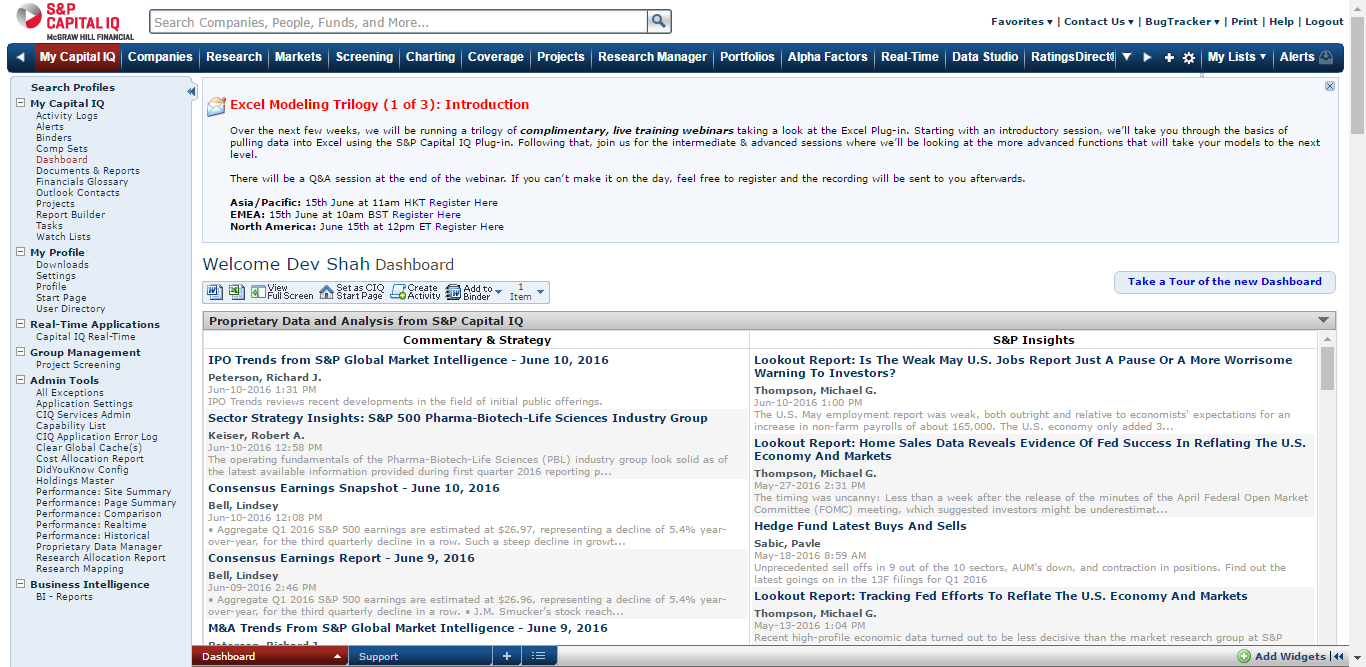 S&P
CAPITAL IQ
McGRAW HILL FINANCIAL
Search Companies, People, Funds, and More...
Favorites ▾ | Contact Us ▾ | BugTracker ▾ | Print | Help | Logout
My Capital IQ Companies Research Markets Screening Charting Coverage Projects Research Manager Portfolios Alpha Factors Real-Time Data Studio RatingsDirect My Lists ▾ Alerts
Search Profiles
My Capital IQ
Activity Logs
Alerts
Binders
Comp Sets
Dashboard
Documents & Reports
Financials Glossary
Outlook Contacts
Projects
Report Builder
Tasks
Watch Lists
My Profile
Downloads
Settings
Profile
Start Page
User Directory
Real-Time Applications
Capital IQ Real-Time
Group Management
Project Screening
Admin Tools
All Exceptions
Application Settings
CIQ Services Admin
Capability List
CIQ Application Error Log
Clear Global Cache(s)
Cost Allocation Report
DidYouKnow Config
Holdings Master
Performance: Site Summary
Performance: Page Summary
Performance: Comparison
Performance: Realtime
Performance: Historical
Proprietary Data Manager
Research Allocation Report
Research Mapping
Business Intelligence
BI - Reports
Excel Modeling Trilogy (1 of 3): Introduction
Over the next few weeks, we will be running a trilogy of complimentary, live training webinars taking a look at the Excel Plug-in. Starting with an introductory session, we'll take you through the basics of
pulling data into Excel using the S&P Capital IQ Plug-in. Following that, join us for the intermediate & advanced sessions where we'll be looking at the more advanced functions that will take your models to the next
level.
There will be a Q&A session at the end of the webinar. If you can't make it on the day, feel free to register and the recording will be sent to you afterwards.
Asia/Pacific: 15th June at 11am HKT Register Here
EMEA: 15th June at 10am BST Register Here
North America: June 15th at 12pm ET Register Here
Welcome Dev Shah Dashboard
View
Full Screen
Set as CIQ
Start Page
Create
Activity
Add to
Binder
1
Item
Take a Tour of the new Dashboard
Proprietary Data and Analysis from S&P Capital IQ
Commentary & Strategy
IPO Trends from S&P Global Market Intelligence - June 10, 2016
Peterson, Richard J.
Jun-10-2016 1:31 PM
IPO Trends reviews recent developments in the field of initial public offerings.
Sector Strategy Insights: S&P 500 Pharma-Biotech-Life Sciences Industry Group
Keiser, Robert A.
Jun-10-2016 12:58 PM
The operating fundamentals of the Pharma-Biotech-Life Sciences (PBL) industry group look solid as of
the latest available information provided during first quarter 2016 reporting p...
Consensus Earnings Snapshot - June 10, 2016
Bell, Lindsey
Jun-10-2016 12:08 PM
• Aggregate Q1 2016 S&P 500 earnings are estimated at $26.97, representing a decline of 5.4% year-
over-year, for the third quarterly decline in a row. Such a steep decline in growt...
Consensus Earnings Report - June 9, 2016
Bell, Lindsey
Jun-09-2016 2:46 PM
• Aggregate Q1 2016 S&P 500 earnings are estimated at $26.96, representing a decline of 5.4% year-
over-year, for the third quarterly decline in a row. • J.M. Smucker's stock reach...
M&A Trends From S&P Global Market Intelligence - June 9, 2016
Peterson, Richard J.
S&P Insights
Lookout Report: Is The Weak May U.S. Jobs Report Just A Pause Or A More Worrisome
Warning To Investors?
Thompson, Michael G.
Jun-10-2016 1:00 PM
The U.S. May employment report was weak, both outright and relative to economists' expectations for an
increase in non-farm payrolls of about 165,000. The U.S. economy only added 3...
Lookout Report: Home Sales Data Reveals Evidence Of Fed Success In Reflating The U.S.
Economy And Markets
Thompson, Michael G.
May-27-2016 2:31 PM
The timing was uncanny: Less than a week after the release of the minutes of the April Federal Open Market
Committee (FOMC) meeting, which suggested investors might be underestimat...
Hedge Fund Latest Buys And Sells
Sabic, Pavle
May-18-2016 8:59 AM
Unprecedented sell offs in 9 out of the 10 sectors, AUM's down, and contraction in positions. Find out the
latest goings on in the 13F filings for Q1 2016
Lookout Report: Tracking Fed Efforts To Reflate The U.S. Economy And Markets
Thompson, Michael G.
May-13-2016 1:04 PM
Recent high-profile economic data turned out to be less decisive than the market research group at S&P
Dashboard Support + Add Widgets